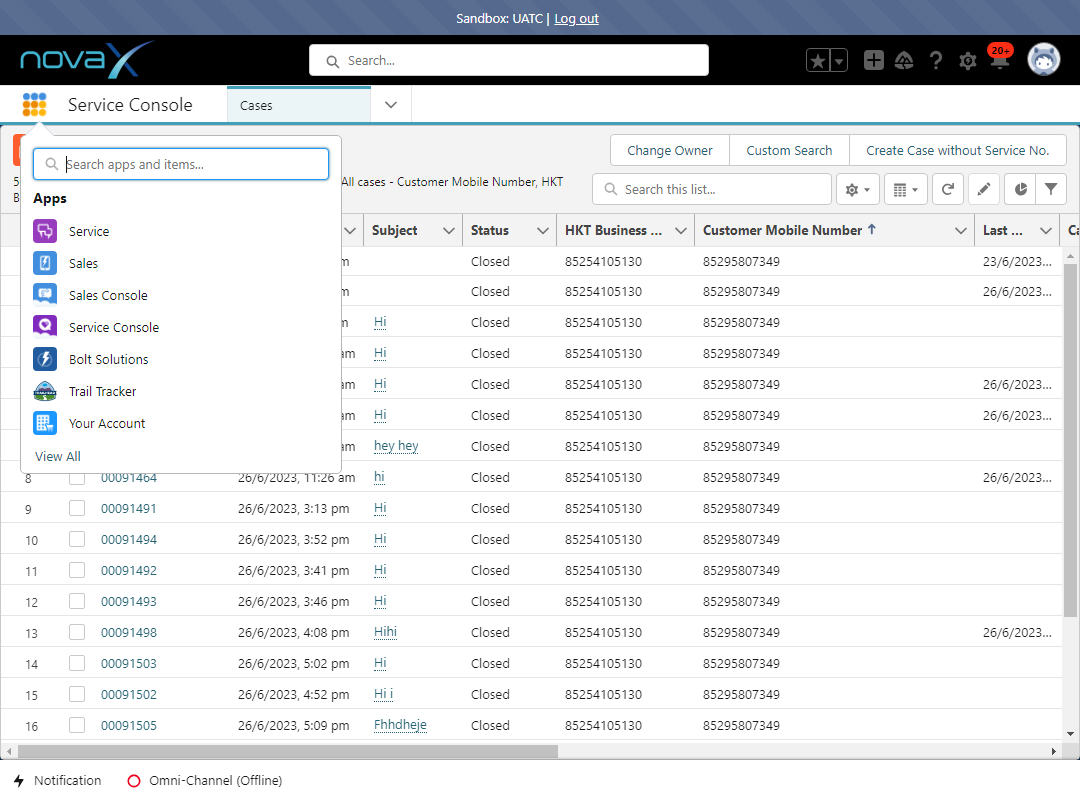 Sandbox: UATC | Log out
novaX
Search...
20+
Service Console
Cases
Search apps and items...
Apps
Service
Sales
Sales Console
Service Console
Bolt Solutions
Trail Tracker
Your Account
View All
Change Owner
Custom Search
Create Case without Service No.
5
B
All cases - Customer Mobile Number, HKT
Search this list...
Subject Status HKT Business ... Customer Mobile Number Last ... Ca
m Closed 85254105130 85295807349 23/6/2023...
m Closed 85254105130 85295807349 26/6/2023...
m Hi Closed 85254105130 85295807349
am Hi Closed 85254105130 85295807349
am Hi Closed 85254105130 85295807349 26/6/2023...
am Hi Closed 85254105130 85295807349 26/6/2023...
am hey hey Closed 85254105130 85295807349
8 00091464 26/6/2023, 11:26 am hi Closed 85254105130 85295807349 26/6/2023...
9 00091491 26/6/2023, 3:13 pm Hi Closed 85254105130 85295807349
10 00091494 26/6/2023, 3:52 pm Hi Closed 85254105130 85295807349
11 00091492 26/6/2023, 3:41 pm Hi Closed 85254105130 85295807349
12 00091493 26/6/2023, 3:46 pm Hi Closed 85254105130 85295807349
13 00091498 26/6/2023, 4:08 pm Hihi Closed 85254105130 85295807349 26/6/2023...
14 00091503 26/6/2023, 5:02 pm Hi Closed 85254105130 85295807349
15 00091502 26/6/2023, 4:52 pm Hi i Closed 85254105130 85295807349
16 00091505 26/6/2023, 5:09 pm Fhhdheje Closed 85254105130 85295807349
Notification
Omni-Channel (Offline)